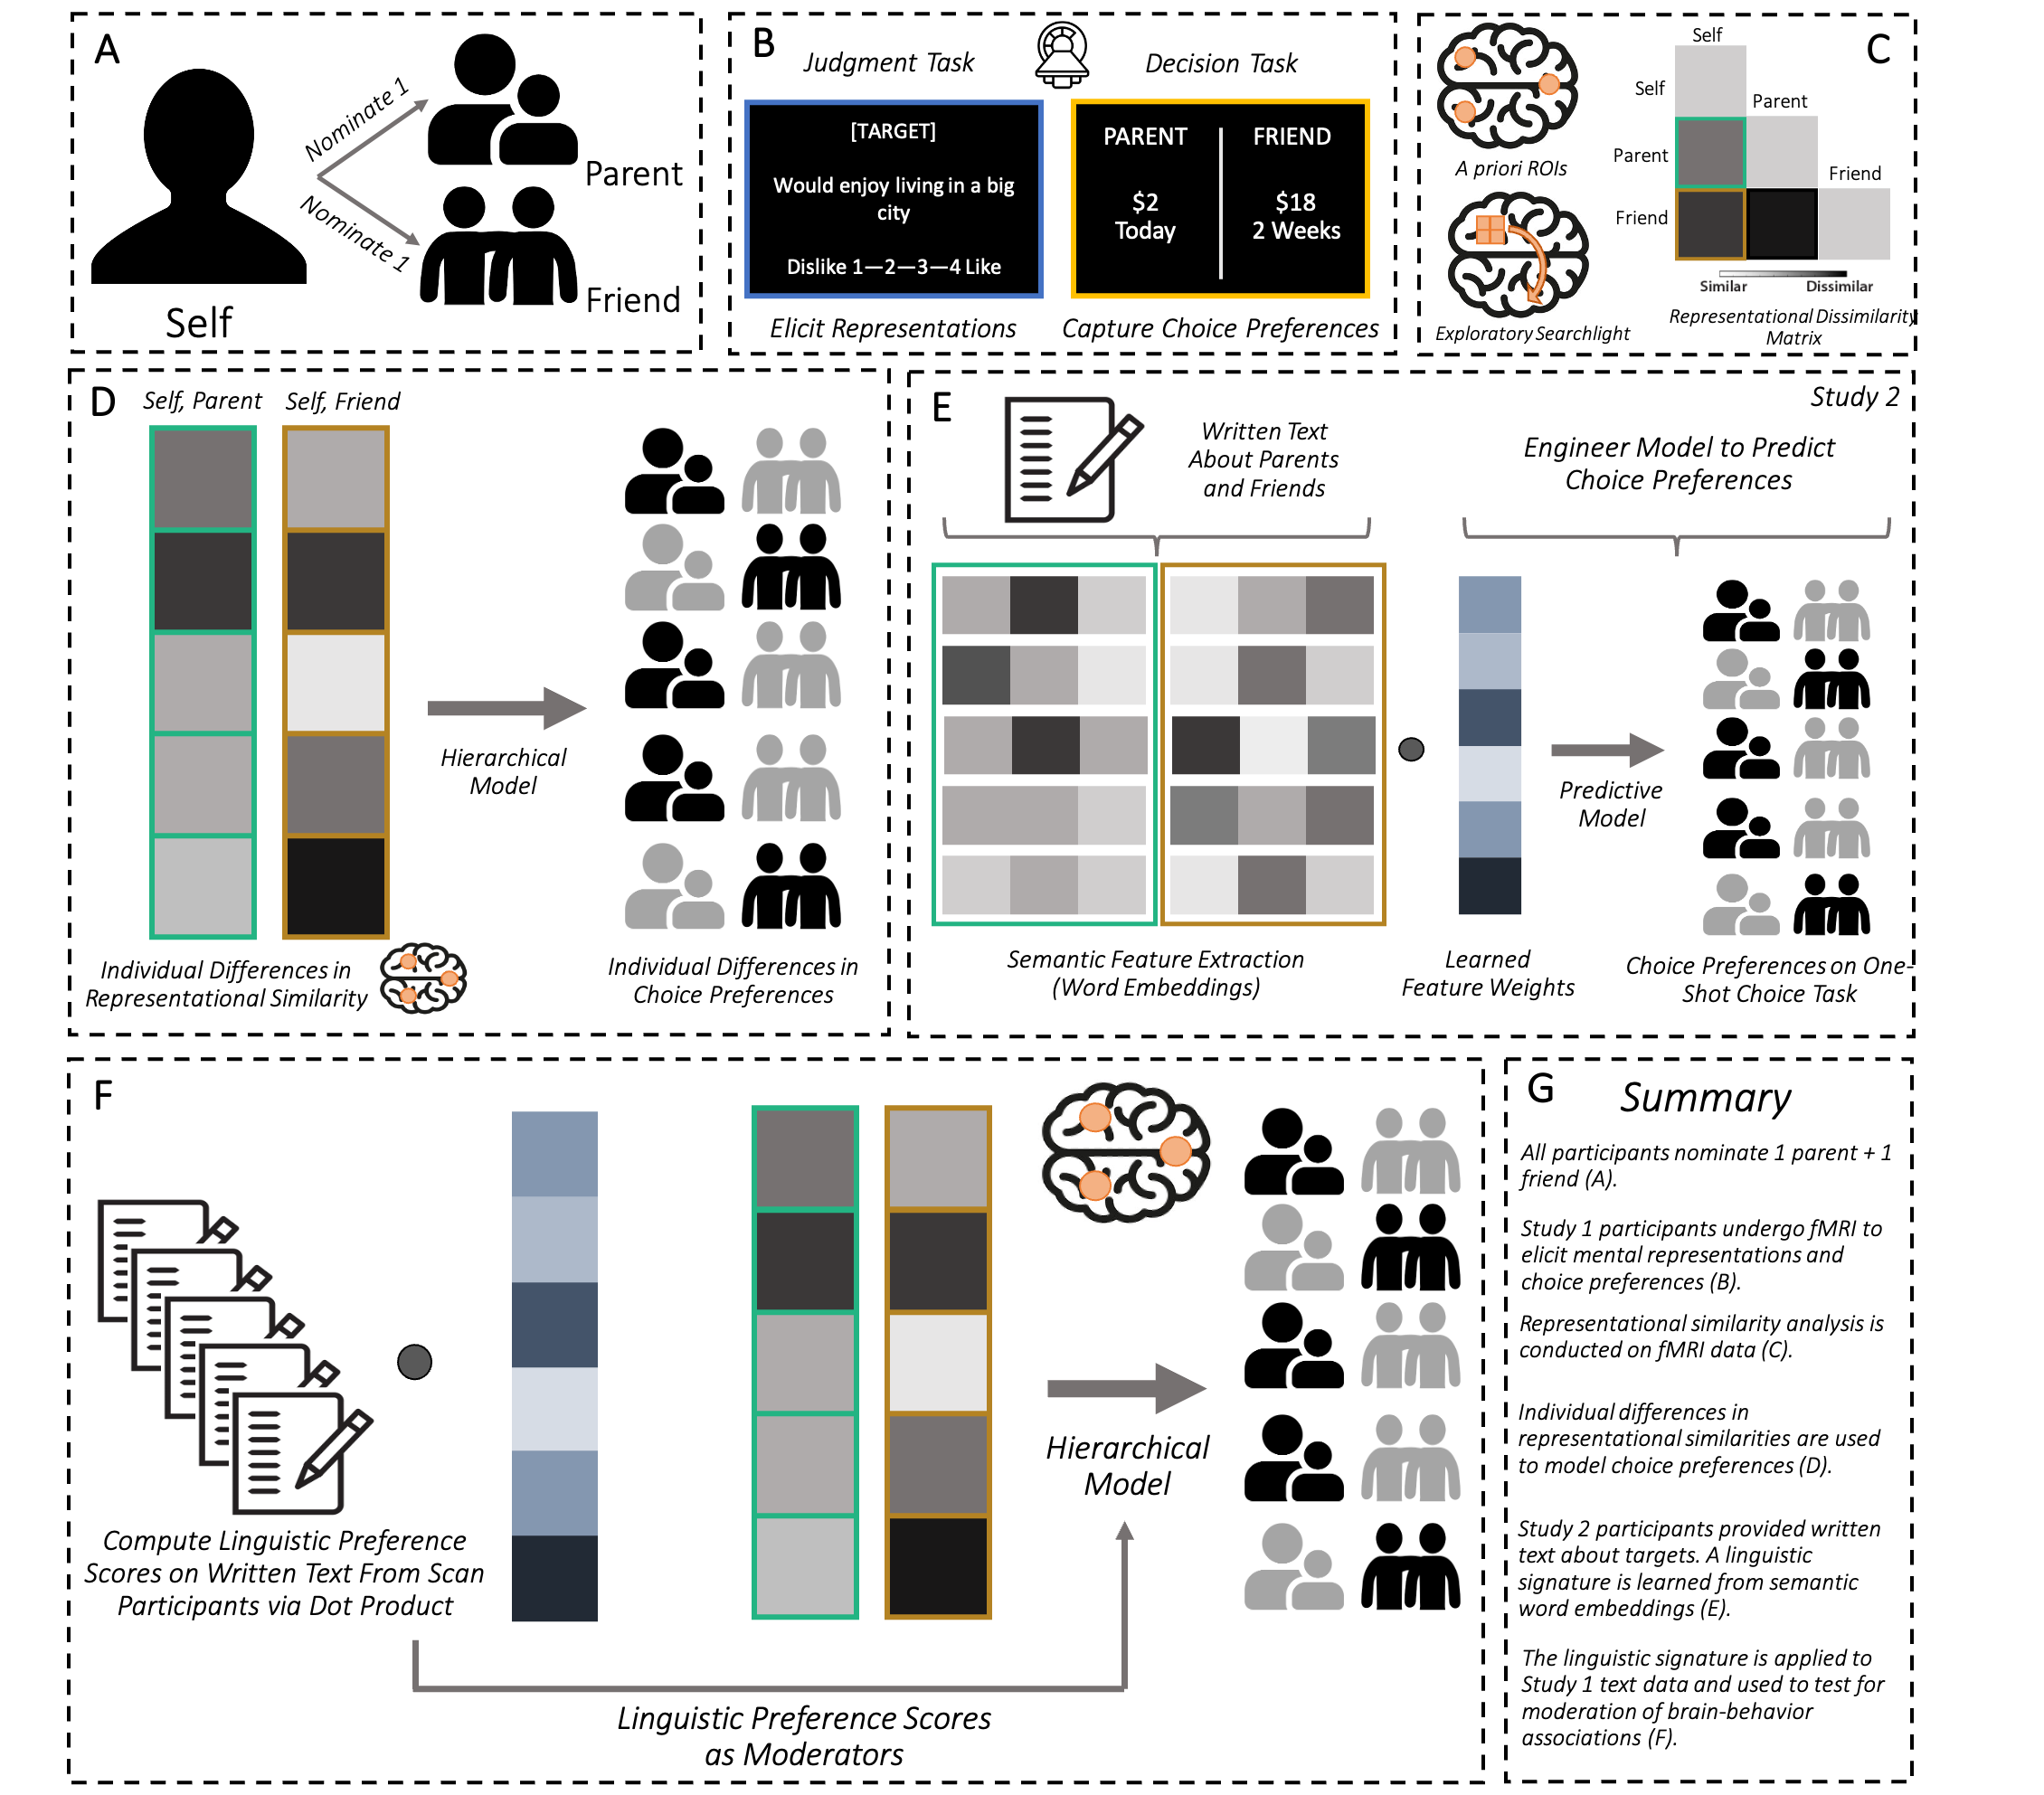 A
Nominate 1
Nominate 1
Parent
Friend
Self
B
Judgment Task
Decision Task
[TARGET]
Would enjoy living in a big
city
Dislike 1—2—3—4 Like
PARENT
FRIEND
$2
Today
$18
2 Weeks
Elicit Representations
Capture Choice Preferences
C
A priori ROIs
Exploratory Searchlight
Self
Self
Parent
Parent
Friend
Friend
Similar
Dissimilar
Representational Dissimilarity
Matrix
D
Self, Parent
Self, Friend
Hierarchical
Model
Individual Differences in
Representational Similarity
Individual Differences in
Choice Preferences
E
Study 2
Written Text
About Parents
and Friends
Engineer Model to Predict
Choice Preferences
Predictive
Model
Semantic Feature Extraction
(Word Embeddings)
Learned
Feature Weights
Choice Preferences on One-
Shot Choice Task
F
Compute Linguistic Preference
Scores on Written Text From Scan
Participants via Dot Product
Hierarchical
Model
Linguistic Preference Scores
as Moderators
G
Summary
All participants nominate 1 parent + 1
friend (A).
Study 1 participants undergo fMRI to
elicit mental representations and
choice preferences (B).
Representational similarity analysis is
conducted on fMRI data (C).
Individual differences in
representational similarities are used
to model choice preferences (D).
Study 2 participants provided written
text about targets. A linguistic
signature is learned from semantic
word embeddings (E).
The linguistic signature is applied to
Study 1 text data and used to test for
moderation of brain-behavior
associations (F).